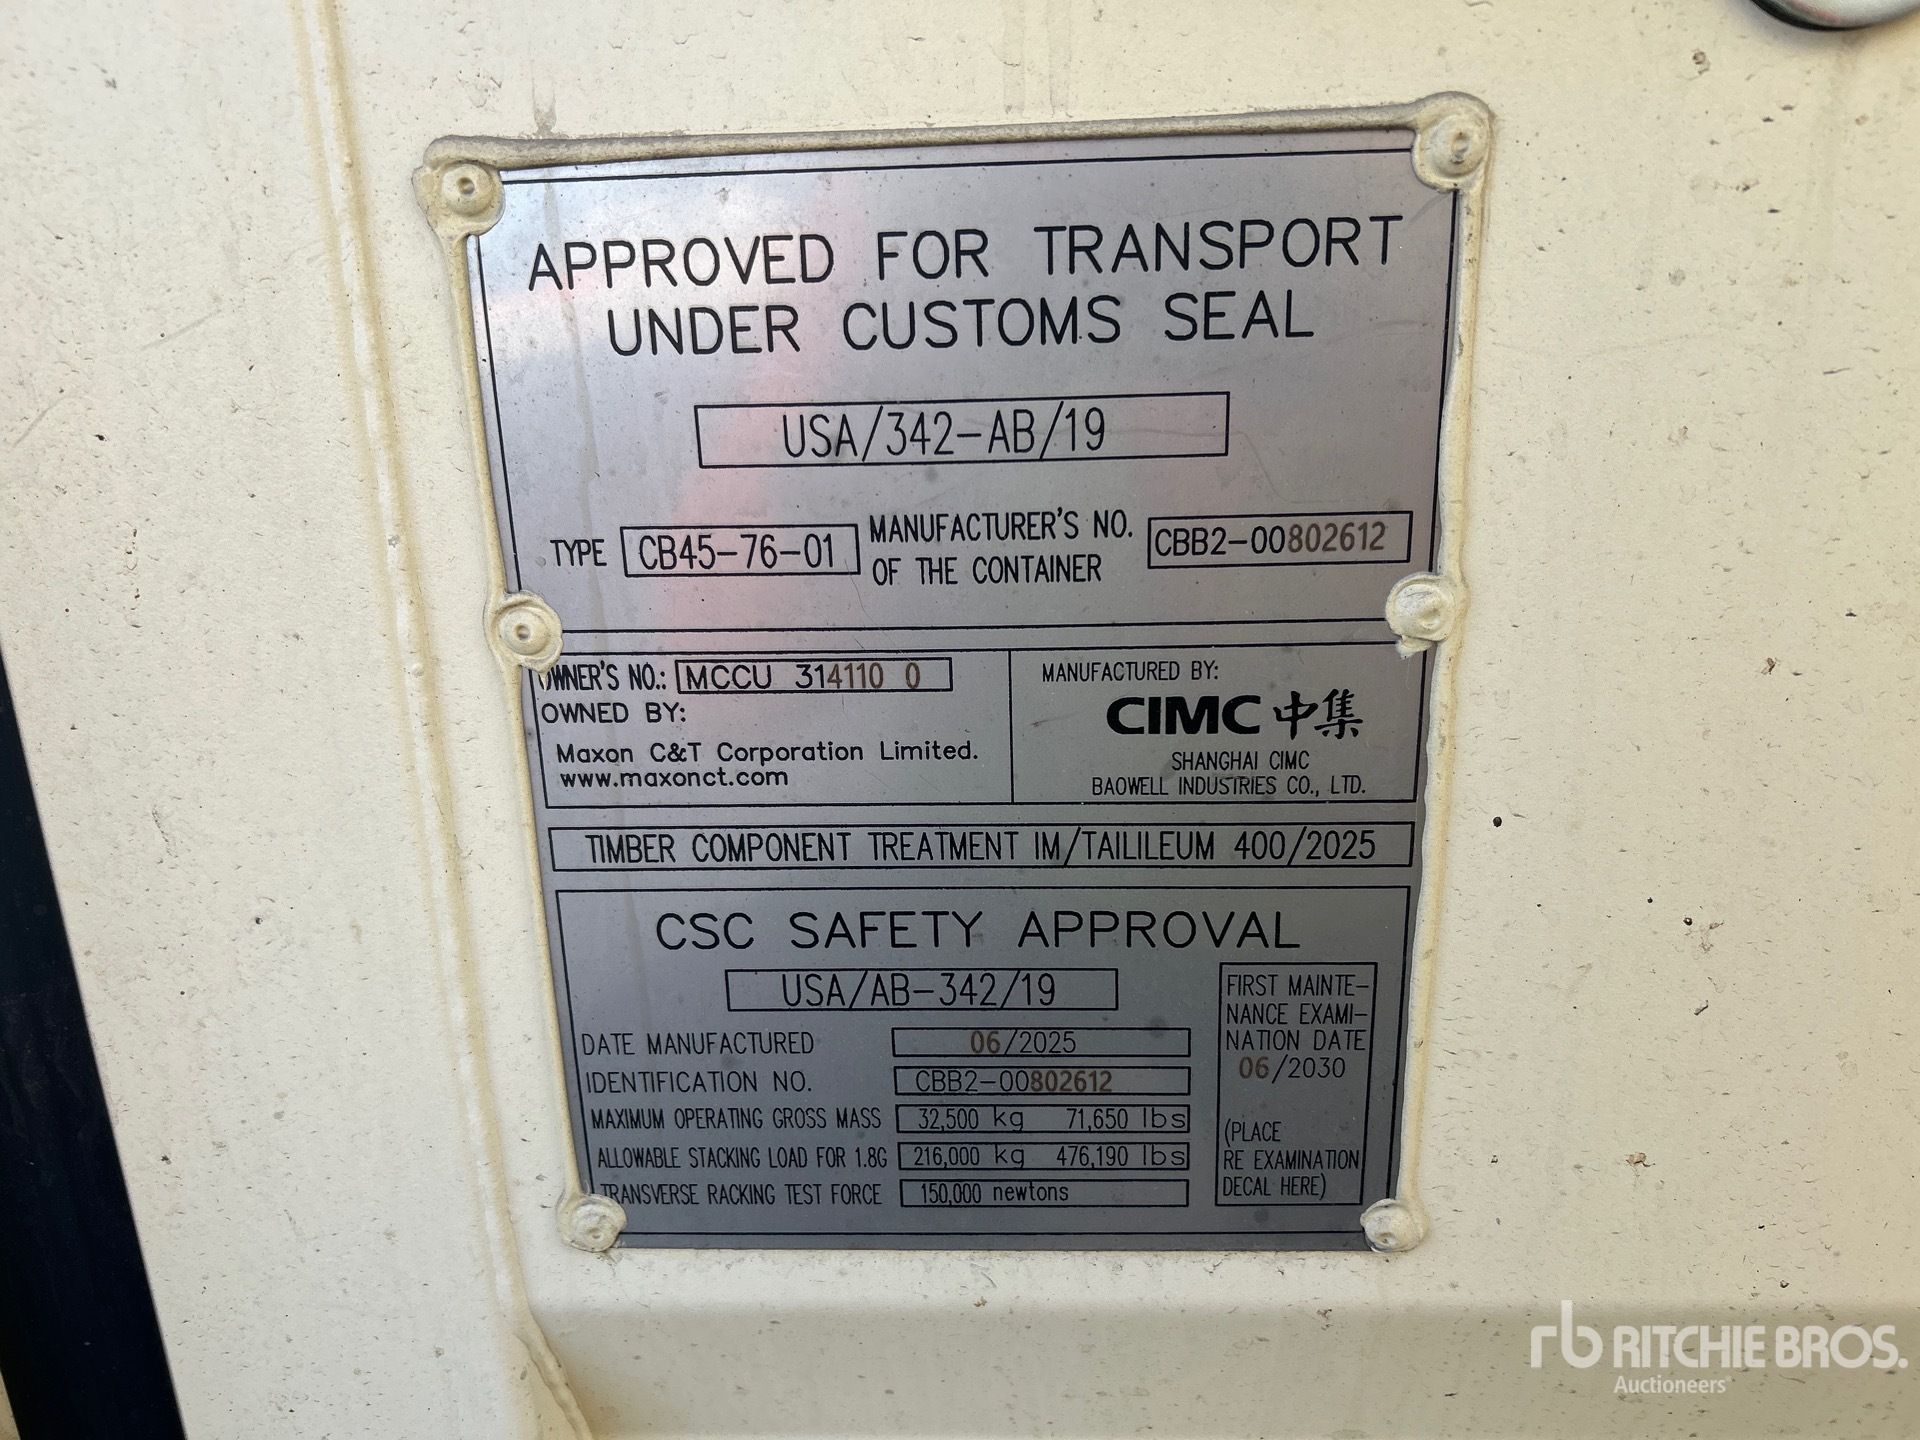 APPROVED FOR TRANSPORT
UNDER CUSTOMS SEAL
USA/342-AB/19
TYPE CB45-76-01 MANUFACTURER'S NO. OF THE CONTAINER CBB2-00802612
OWNER'S NO.: MCCU 314110 0
OWNED BY:
Maxon C&T Corporation Limited.
www.maxonct.com
MANUFACTURED BY:
CIMC 中集
SHANGHAI CIMC
BAOWELL INDUSTRIES CO., LTD.
TIMBER COMPONENT TREATMENT IM/TAILILEUM 400/2025
CSC SAFETY APPROVAL
USA/AB-342/19
DATE MANUFACTURED 06/2025
IDENTIFICATION NO. CBB2-00802612
MAXIMUM OPERATING GROSS MASS 32,500 kg 71,650 lbs
ALLOWABLE STACKING LOAD FOR 1.8G 216,000 kg 476,190 lbs
TRANSVERSE RACKING TEST FORCE 150,000 newtons
FIRST MAINTE-
NANCE EXAMI-
NATION DATE
06/2030
(PLACE
RE EXAMINATION
DECAL HERE)
rb RITCHIE BROS.
Auctioneers